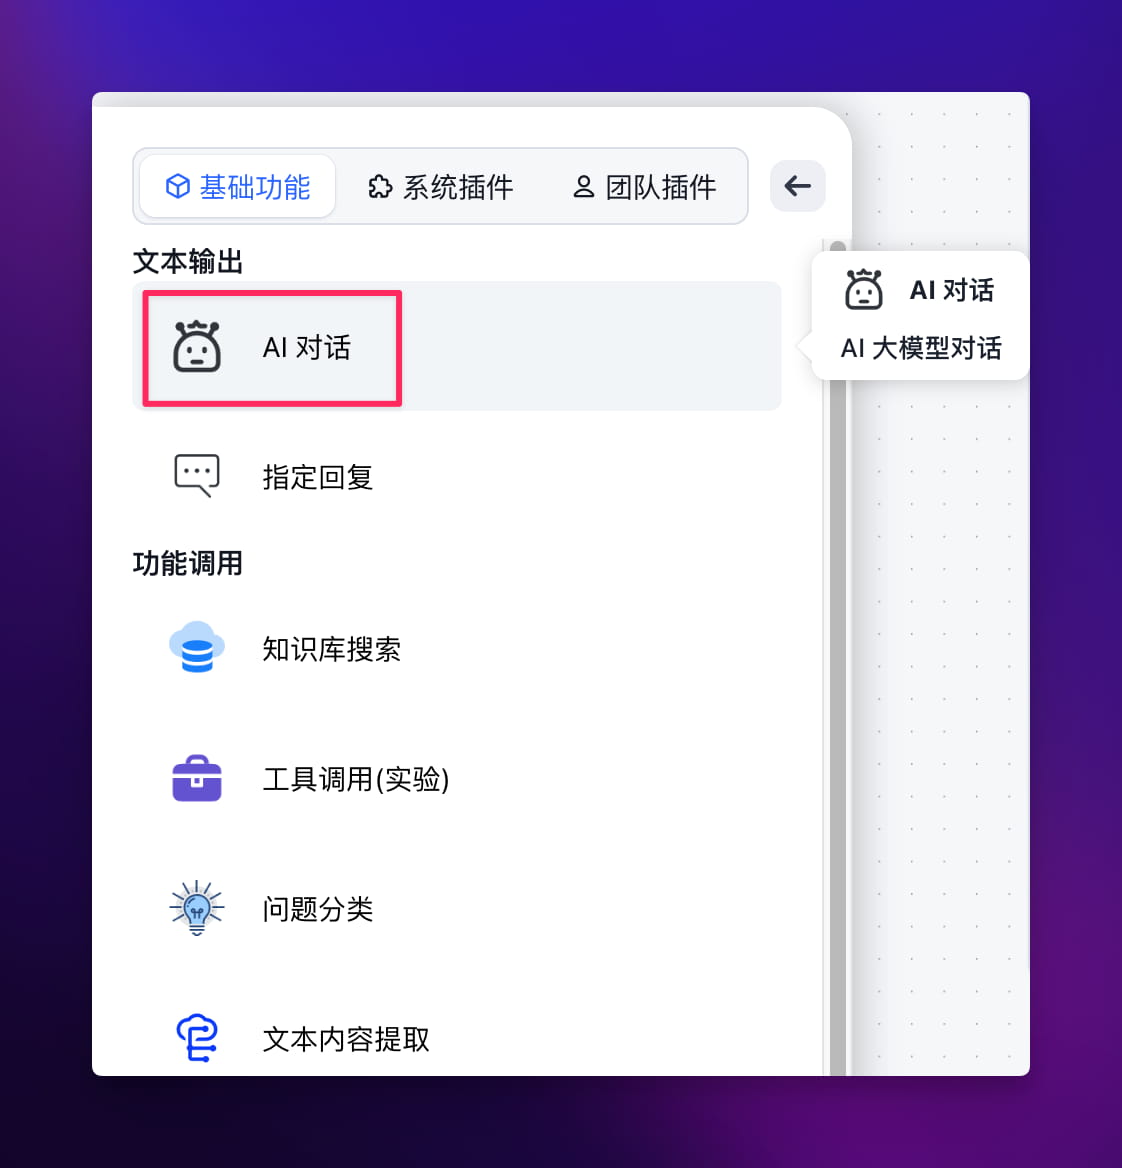 基础功能 系统插件 团队插件
文本输出
AI 对话
AI 对话
AI 大模型对话
指定回复
功能调用
知识库搜索
工具调用(实验)
问题分类
文本内容提取